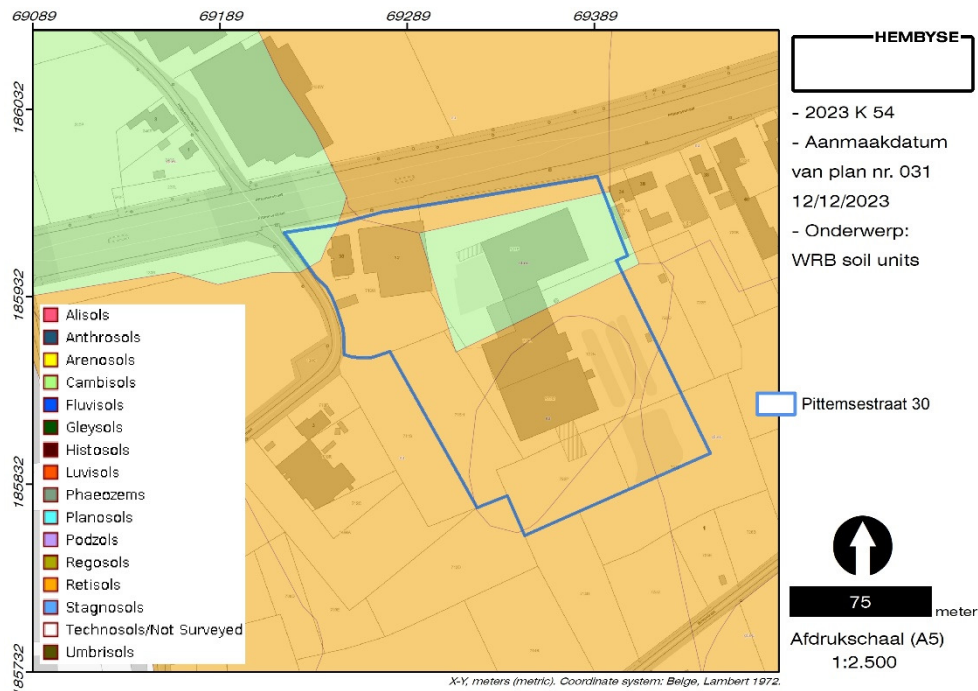 69089 69189 69289 69389
186032
185932
185832
185732
HEMBYSE
- 2023 K 54
- Aanmaakdatum
van plan nr. 031
12/12/2023
- Onderwerp:
WRB soil units
Alisols
Anthrosols
Arenosols
Cambisols
Fluvisols
Gleysols
Histosols
Luvisols
Phaeozems
Planosols
Podzols
Regosols
Retisols
Stagnosols
Technosols/Not Surveyed
Umbrisols
Pittemsestraat 30
75 meter
Afdrukschaal (A5)
1:2.500
X-Y, meters (metric). Coordinate system: Belge, Lambert 1972.